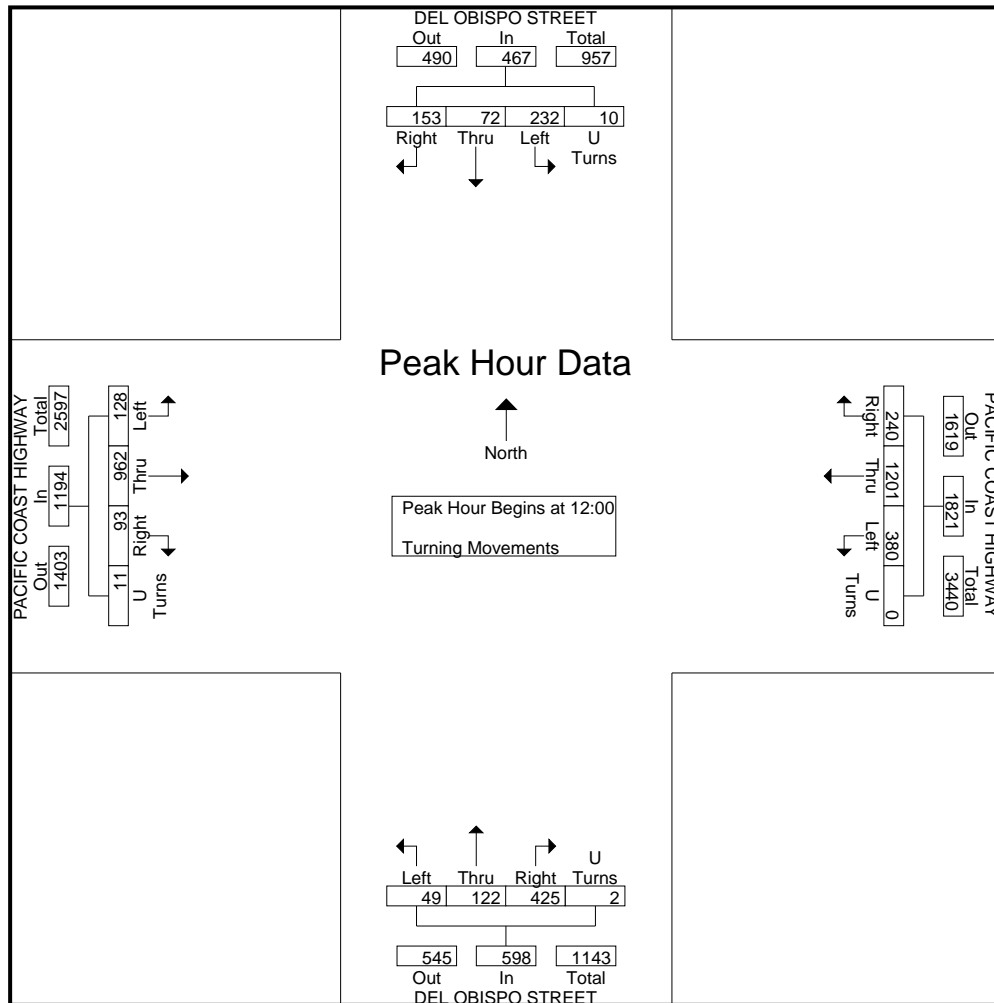 DEL OBISPO STREET
Out In Total
490 467 957
153 72 232 10
Right Thru Left U
Turns
Peak Hour Data
North
Peak Hour Begins at 12:00
Turning Movements
PACIFIC COAST HIGHWAY
Out In Total
1403 1194 2597
11 93 962 128
U Right Thru Left
Turns
PACIFIC COAST HIGHWAY
Out In Total
1619 1821 3440
240 1201 380 0
Right Thru Left U
Turns
U
Left Thru Right Turns
49 122 425 2
545 598 1143
Out In Total
DEL OBISPO STREET